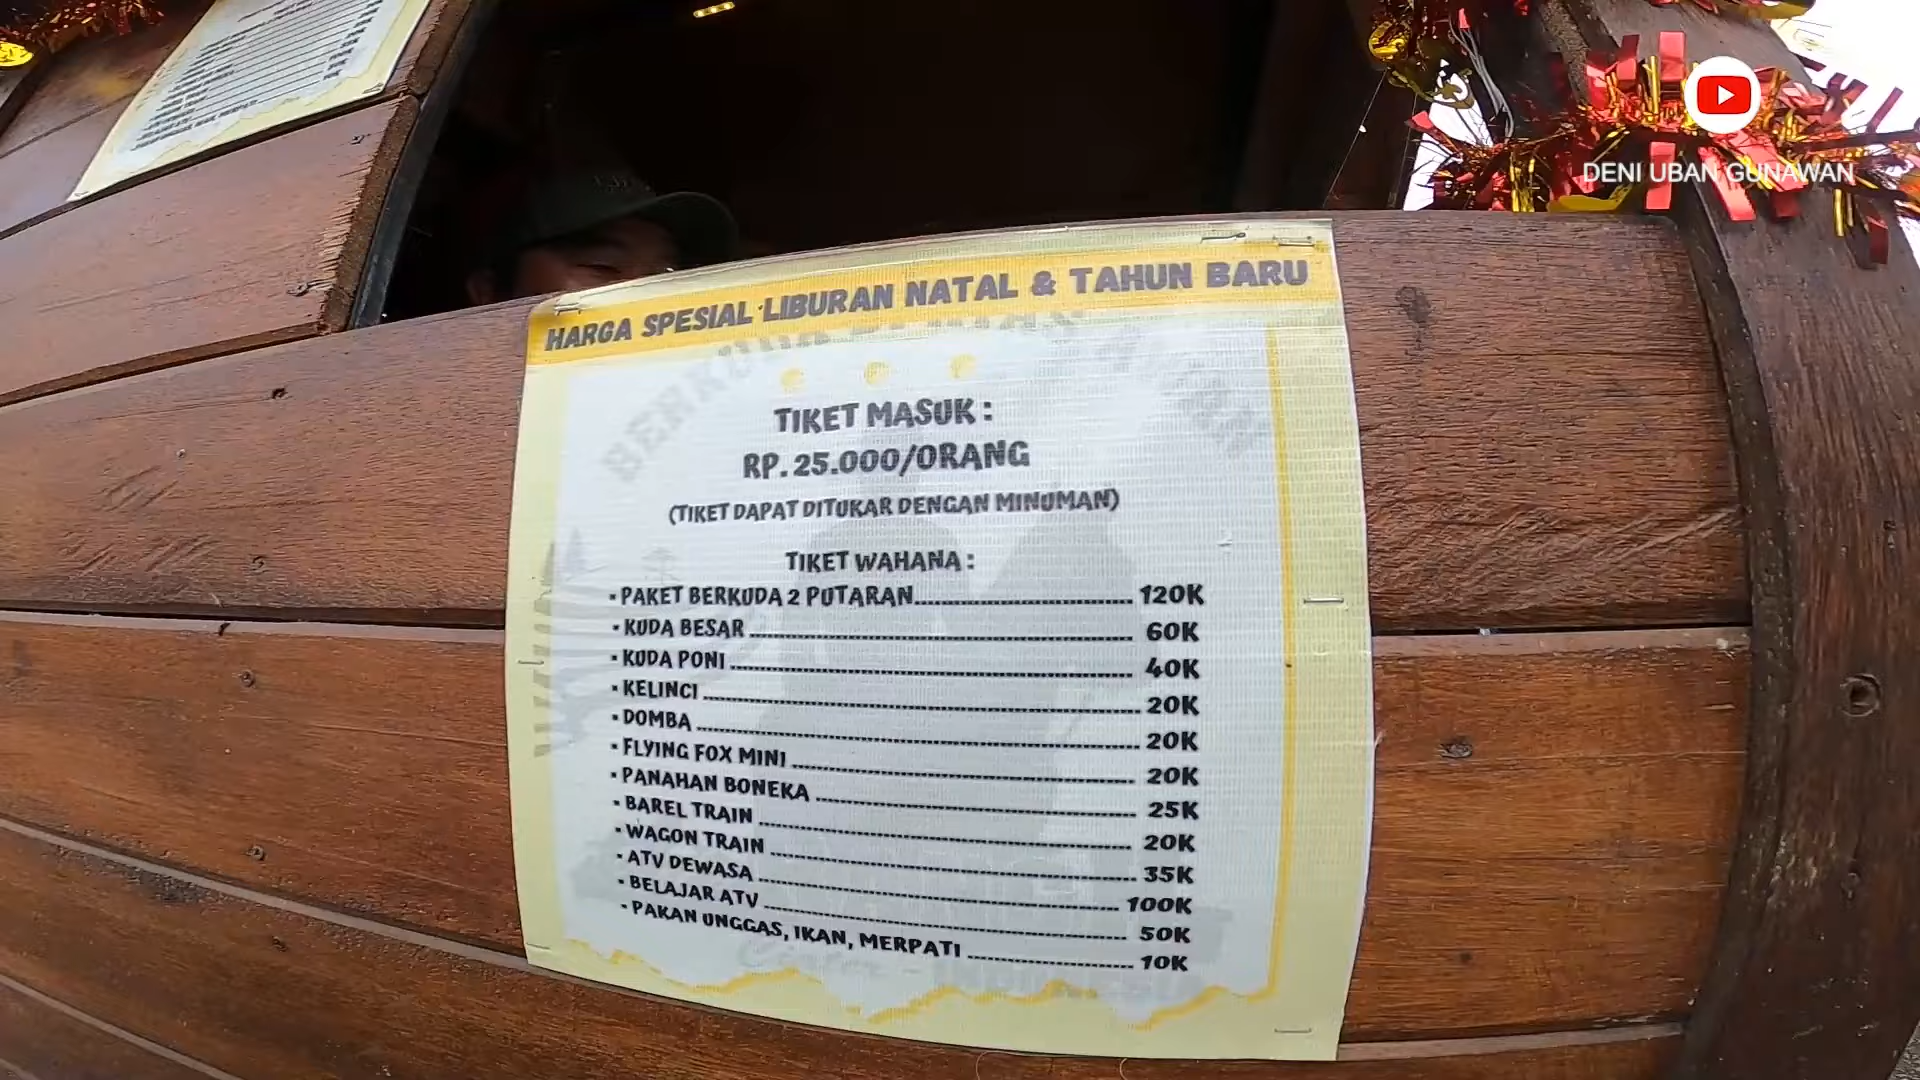 DENI UBAN GUNAWAN
HARGA SPESIAL LIBURAN NATAL & TAHUN BARU
TIKET MASUK :
RP. 25.000/ORANG
(TIKET DAPAT DITUKAR DENGAN MINUMAN)
TIKET WAHANA :
• PAKET BERKUDA 2 PUTARAN 120K
• KUDA BESAR 60K
• KUDA PONI 40K
• KELINCI 20K
• DOMBA 20K
• FLYING FOX MINI 20K
• PANAHAN BONEKA 25K
• BAREL TRAIN 20K
• WAGON TRAIN 35K
• ATV DEWASA 100K
• BELAJAR ATV 50K
• PAKAN UNGGAS, IKAN, MERPATI 10K